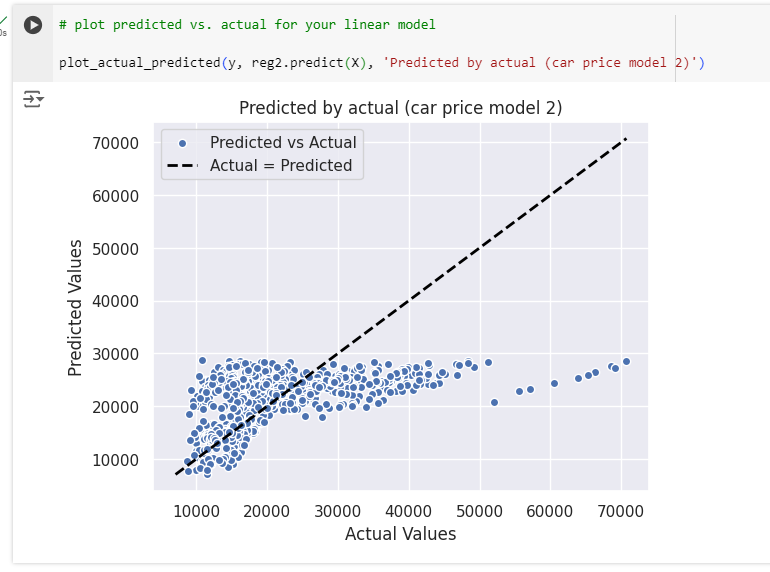 # plot predicted vs. actual for your linear model
0s
plot_actual_predicted(y, reg2.predict(X), 'Predicted by actual (car price model 2)')
Predicted by actual (car price model 2)
Predicted vs Actual
Actual = Predicted
70000
60000
50000
40000
30000
20000
10000
Predicted Values
10000 20000 30000 40000 50000 60000 70000
Actual Values